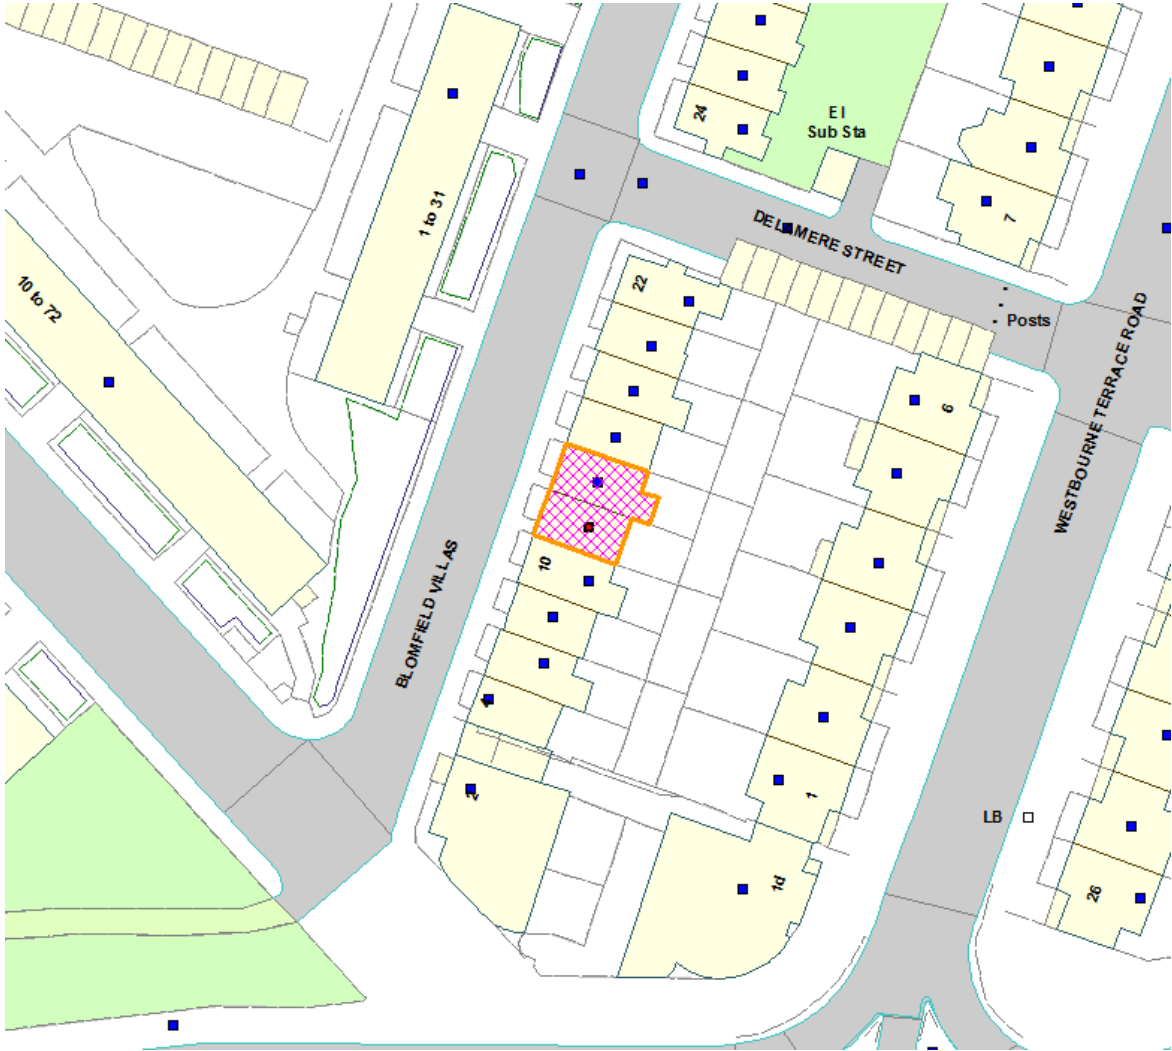 24
El
Sub Sta
7
1 to 31
10 to 72
DELAMERE STREET
22
Posts
WESTBOURNE TERRACE ROAD
6
BLOMFIELD VILLAS
10
4
2
1
LB
1d
26